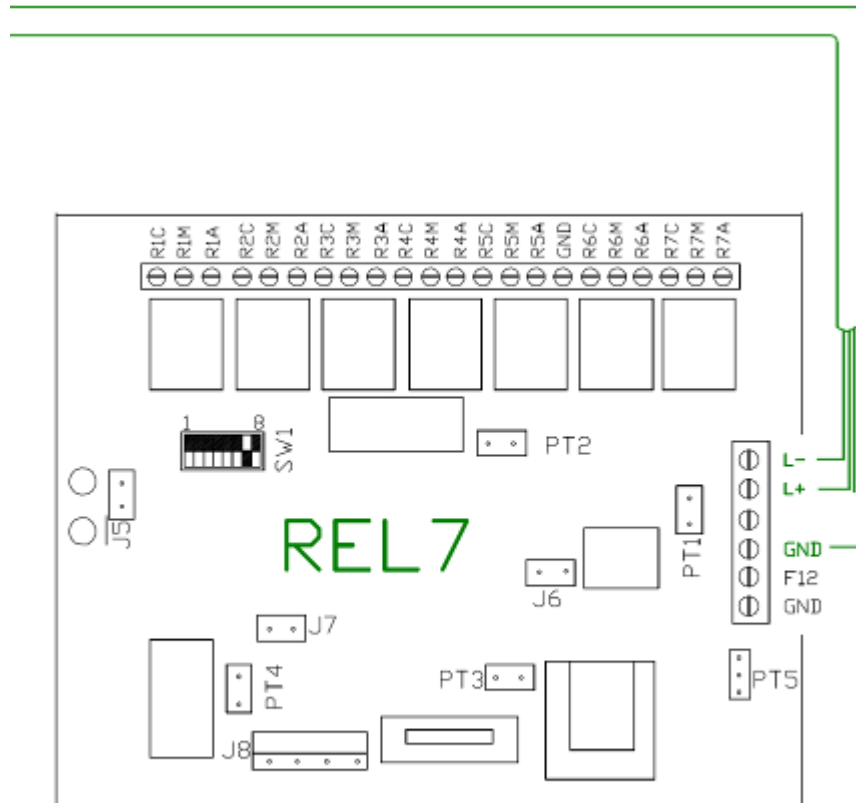 R1C R1M R1A R2C R2M R2A R3C R3M R3A R4C R4M R4A R5C R5M R5A GND R6C R6M R6A R7C R7M R7A
1 8
SW1
PT2
L-
L+
J5
REL7
PT1
GND
J6
F12
GND
J7
PT4
PT3
PT5
J8